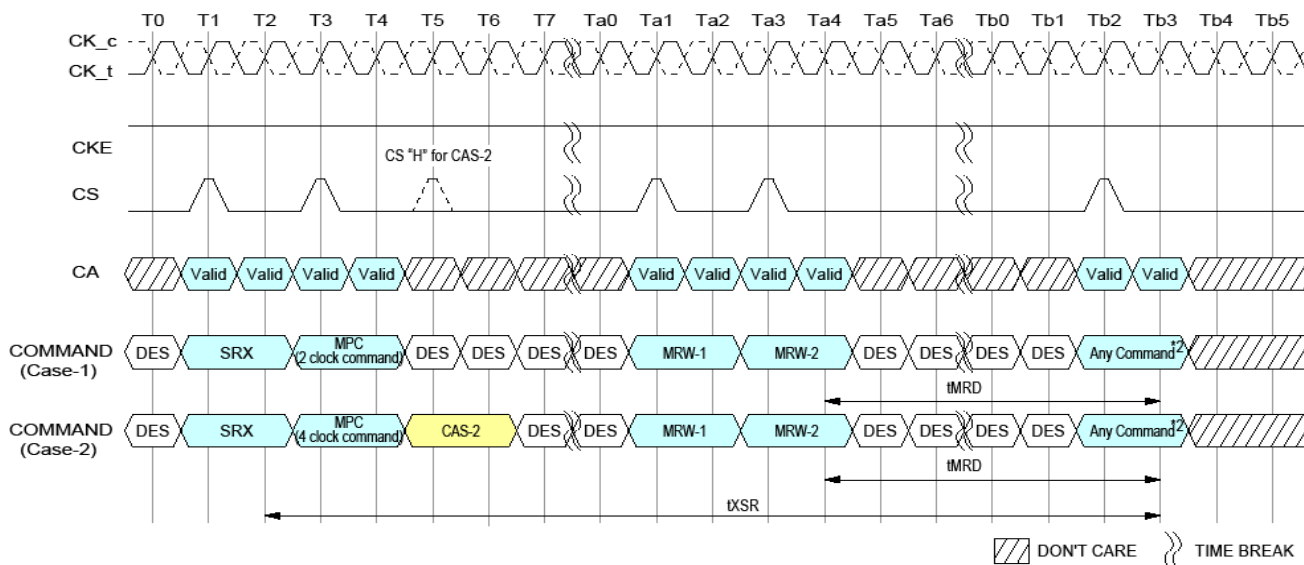 T0 T1 T2 T3 T4 T5 T6 T7 Ta0 Ta1 Ta2 Ta3 Ta4 Ta5 Ta6 Tb0 Tb1 Tb2 Tb3 Tb4 Tb5
CK_c
CK_t
CKE
CS "H" for CAS-2
CS
CA Valid Valid Valid Valid Valid Valid Valid Valid Valid Valid
COMMAND
(Case-1)
DES SRX MPC
(2 clock command)
DES DES DES DES MRW-1 MRW-2 DES DES DES DES Any Command*2
tMRD
COMMAND
(Case-2)
DES SRX MPC
(4 clock command)
CAS-2 DES DES MRW-1 MRW-2 DES DES DES DES Any Command*2
tMRD
tXSR
DON'T CARE TIME BREAK